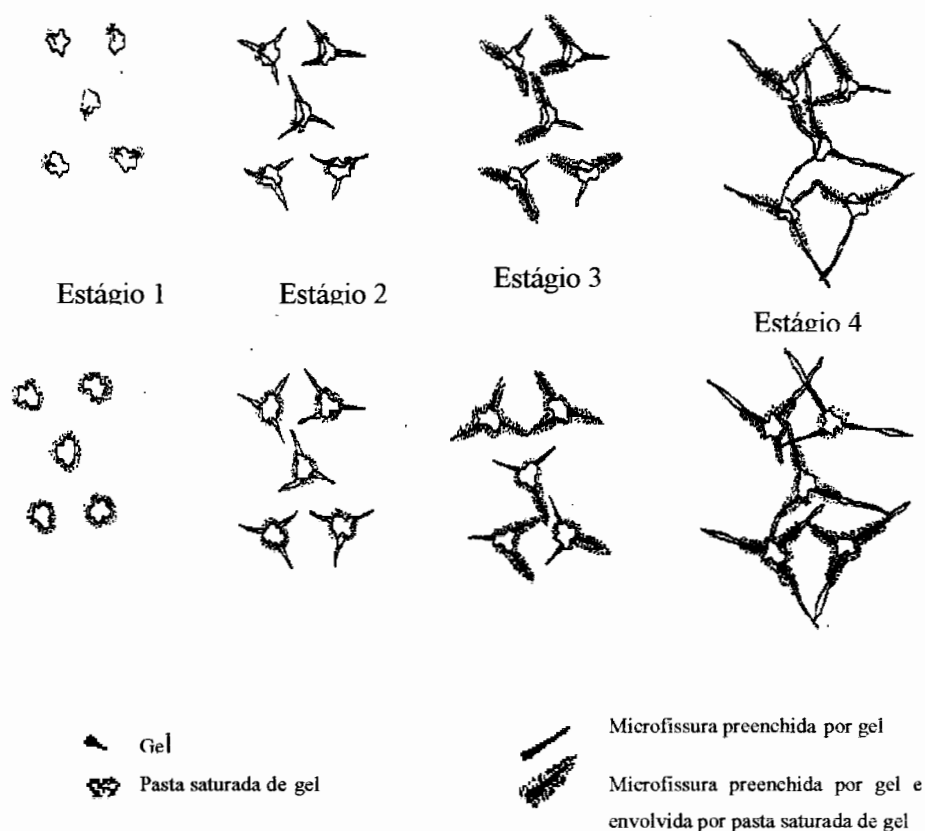 Estágio 1
Estágio 2
Estágio 3
Estágio 4
Gel
Pasta saturada de gel
Microfissura preenchida por gel
Microfissura preenchida por gel e
envolvida por pasta saturada de gel